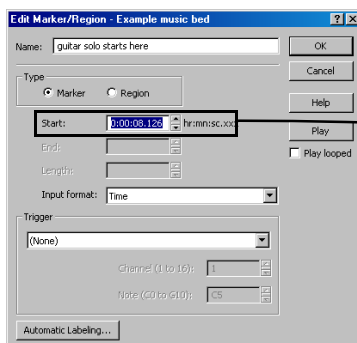 Edit Marker/Region - Example music bed
Name: guitar solo starts here
OK
Cancel
Type
Marker Region
Help
Start: 0:00:08.126 hr:mn:sc.xxx
Play
End:
Play looped
Length:
Input format: Time
Trigger
(None)
Channel (1 to 16): 1
Note (C0 to G10): C5
Automatic Labeling...